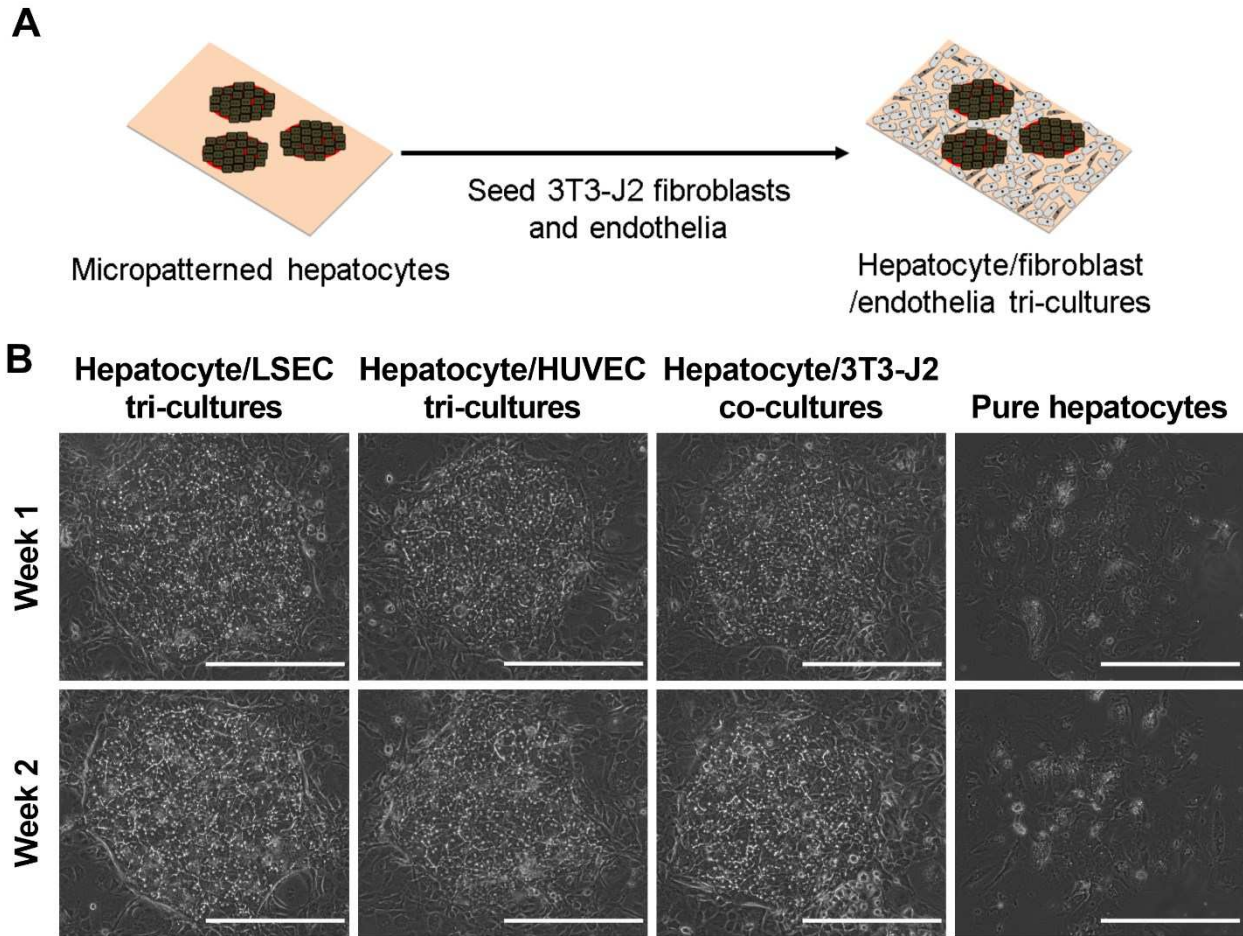 A
Seed 3T3-J2 fibroblasts
and endothelia
Micropatterned hepatocytes
Hepatocyte/fibroblast
/endothelia tri-cultures
B
Hepatocyte/LSEC
tri-cultures
Hepatocyte/HUVEC
tri-cultures
Hepatocyte/3T3-J2
co-cultures
Pure hepatocytes
Week 1
Week 2